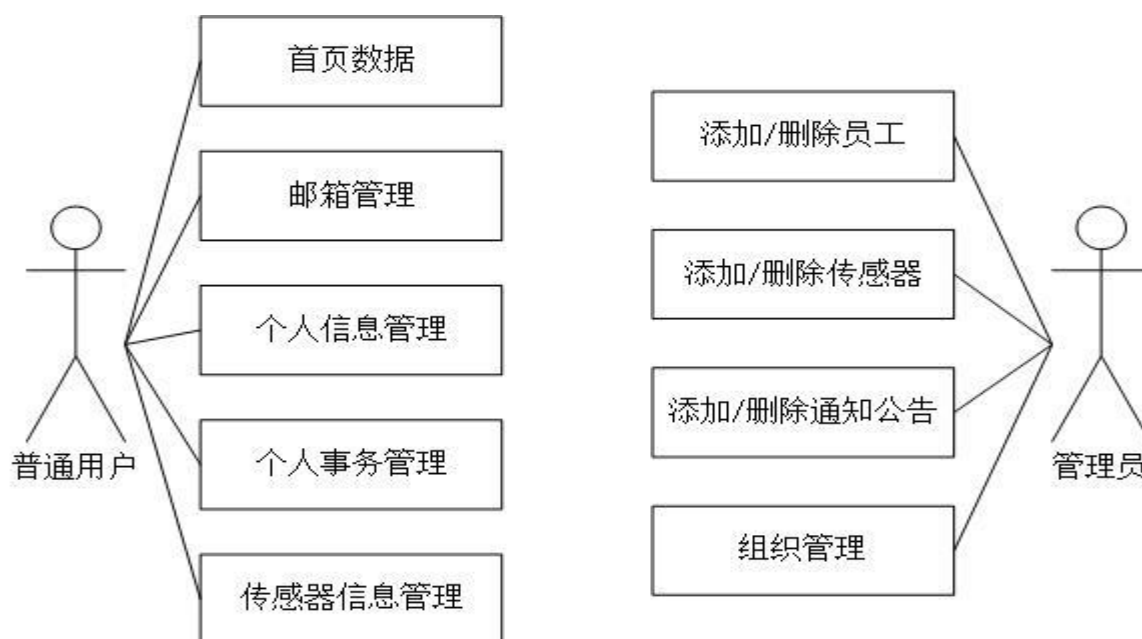 首页数据
邮箱管理
个人信息管理
个人事务管理
传感器信息管理
普通用户
添加/删除员工
添加/删除传感器
添加/删除通知公告
组织管理
管理员